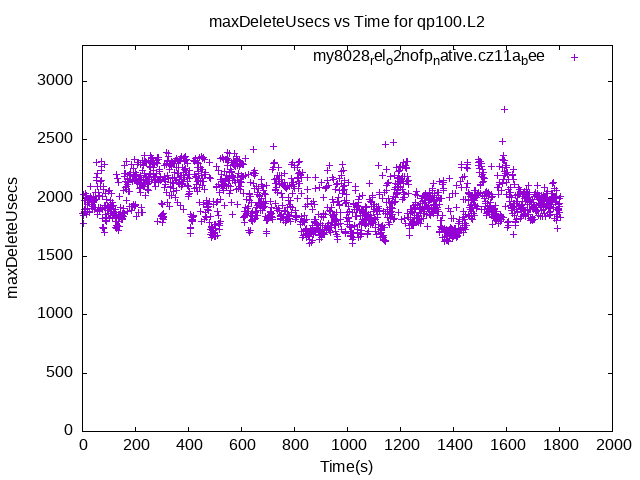 maxDeleteUsecs vs Time for qp100.L2
my8028relo2nofpnative.cz11abee
3000
2500
2000
1500
1000
500
0
maxDeleteUsecs
0 200 400 600 800 1000 1200 1400 1600 1800 2000
Time(s)